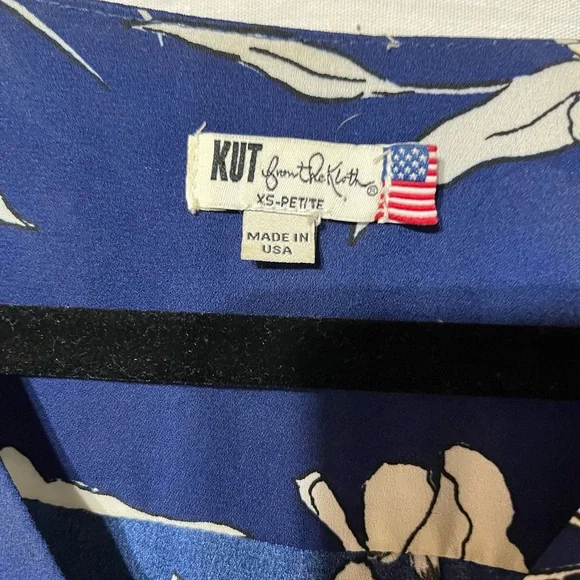 KUT from the Kloth®
XS-PETITE
MADE IN
USA